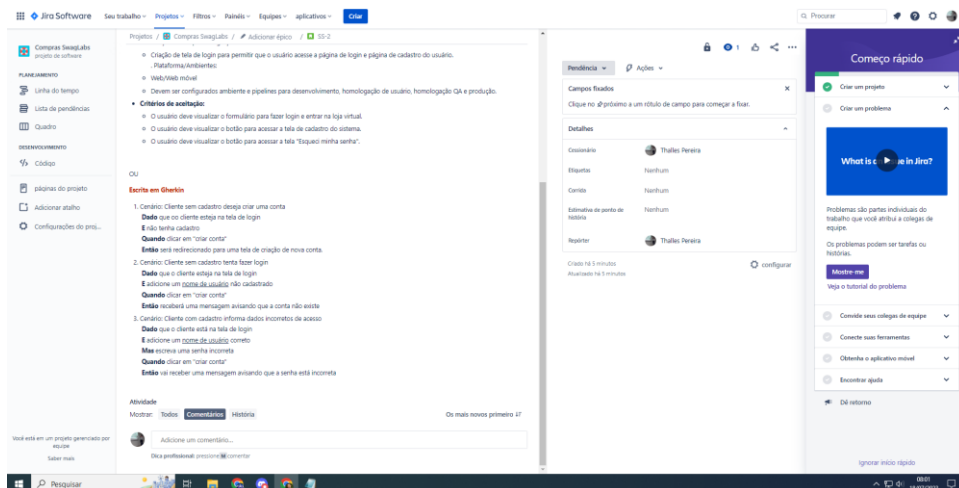 Jira Software
Seu trabalho
Projetos
Filtros
Painéis
Equipes
aplicativos
Criar
Procurar
Compras SwagLabs
projeto de software
PLANEJAMENTO
Linha do tempo
Lista de pendências
Quadro
DESENVOLVIMENTO
Código
páginas do projeto
Adicionar atalho
Configurações do proj...
Você está em um projeto gerenciado por
equipe
Saber mais
Projetos / Compras SwagLabs / Adicionar épico / SS-2
Criação de tela de login para permitir que o usuário acesse a página de login e página de cadastro do usuário.
. Plataforma/Ambientes:
Web/Web móvel
Devem ser configurados ambiente e pipelines para desenvolvimento, homologação de usuário, homologação QA e produção.
Critérios de aceitação:
O usuário deve visualizar o formulário para fazer login e entrar na loja virtual.
O usuário deve visualizar o botão para acessar a tela de cadastro do sistema.
O usuário deve visualizar o botão para acessar a tela "Esqueci minha senha".
OU
Escrita em Gherkin
1. Cenário: Cliente sem cadastro deseja criar uma conta
Dado que oo cliente esteja na tela de login
E não tenha cadastro
Quando clicar em "criar conta"
Então será redirecionado para uma tela de criação de nova conta.
2. Cenário: Cliente sem cadastro tenta fazer login
Dado que o cliente esteja na tela de login
E adicione um nome de usuário não cadastrado
Quando clicar em "criar conta"
Então receberá uma mensagem avisando que a conta não existe
3. Cenário: Cliente com cadastro informa dados incorretos de acesso
Dado que o cliente está na tela de login
E adicione um nome de usuário correto
Mas escreva uma senha incorreta
Quando clicar em "criar conta"
Então vai receber uma mensagem avisando que a senha está incorreta
Atividade
Mostrar: Todos Comentários História
Os mais novos primeiro
Adicione um comentário...
Dica profissional: pressione M comentar
1
Pendência
Ações
Campos fixados
Clique no próximo a um rótulo de campo para começar a fixar.
Detalhes
Cessionário
Thalles Pereira
Etiquetas
Nenhum
Corrida
Nenhum
Estimativa de ponto de
história
Nenhum
Repórter
Thalles Pereira
Criado há 5 minutos
Atualizado há 5 minutos
configurar
Começo rápido
Criar um projeto
Criar um problema
What is
e in Jira?
Problemas são partes individuais do
trabalho que você atribui a colegas de
equipe.
Os problemas podem ser tarefas ou
histórias.
Mostre-me
Veja o tutorial do problema
Convide seus colegas de equipe
Conecte suas ferramentas
Obtenha o aplicativo móvel
Encontrar ajuda
Dê retorno
Ignorar início rápido
Pesquisar
08:01